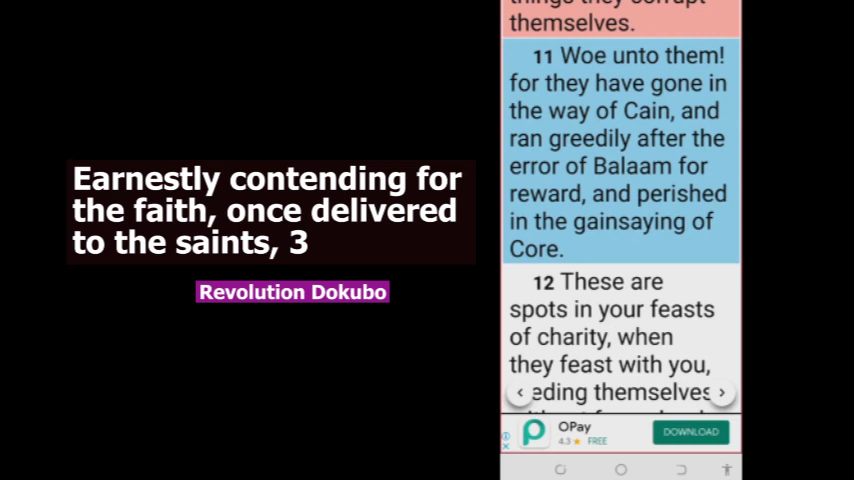 Earnestly contending for
the faith, once delivered
to the saints, 3
Revolution Dokubo
themselves.
11 Woe unto them!
for they have gone in
the way of Cain, and
ran greedily after the
error of Balaam for
reward, and perished
in the gainsaying of
Core.
12 These are
spots in your feasts
of charity, when
they feast with you,
themselves
OPay
4.3 ★ FREE
DOWNLOAD